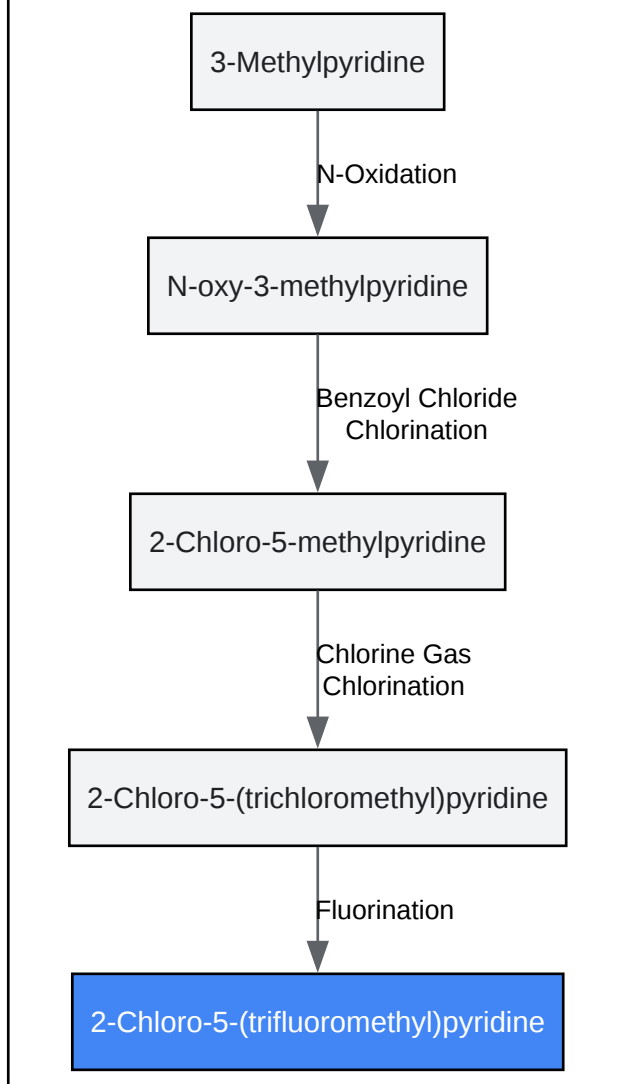 3-Methylpyridine
N-Oxidation
N-oxy-3-methylpyridine
Benzoyl Chloride
Chlorination
2-Chloro-5-methylpyridine
Chlorine Gas
Chlorination
2-Chloro-5-(trichloromethyl)pyridine
Fluorination
2-Chloro-5-(trifluoromethyl)pyridine